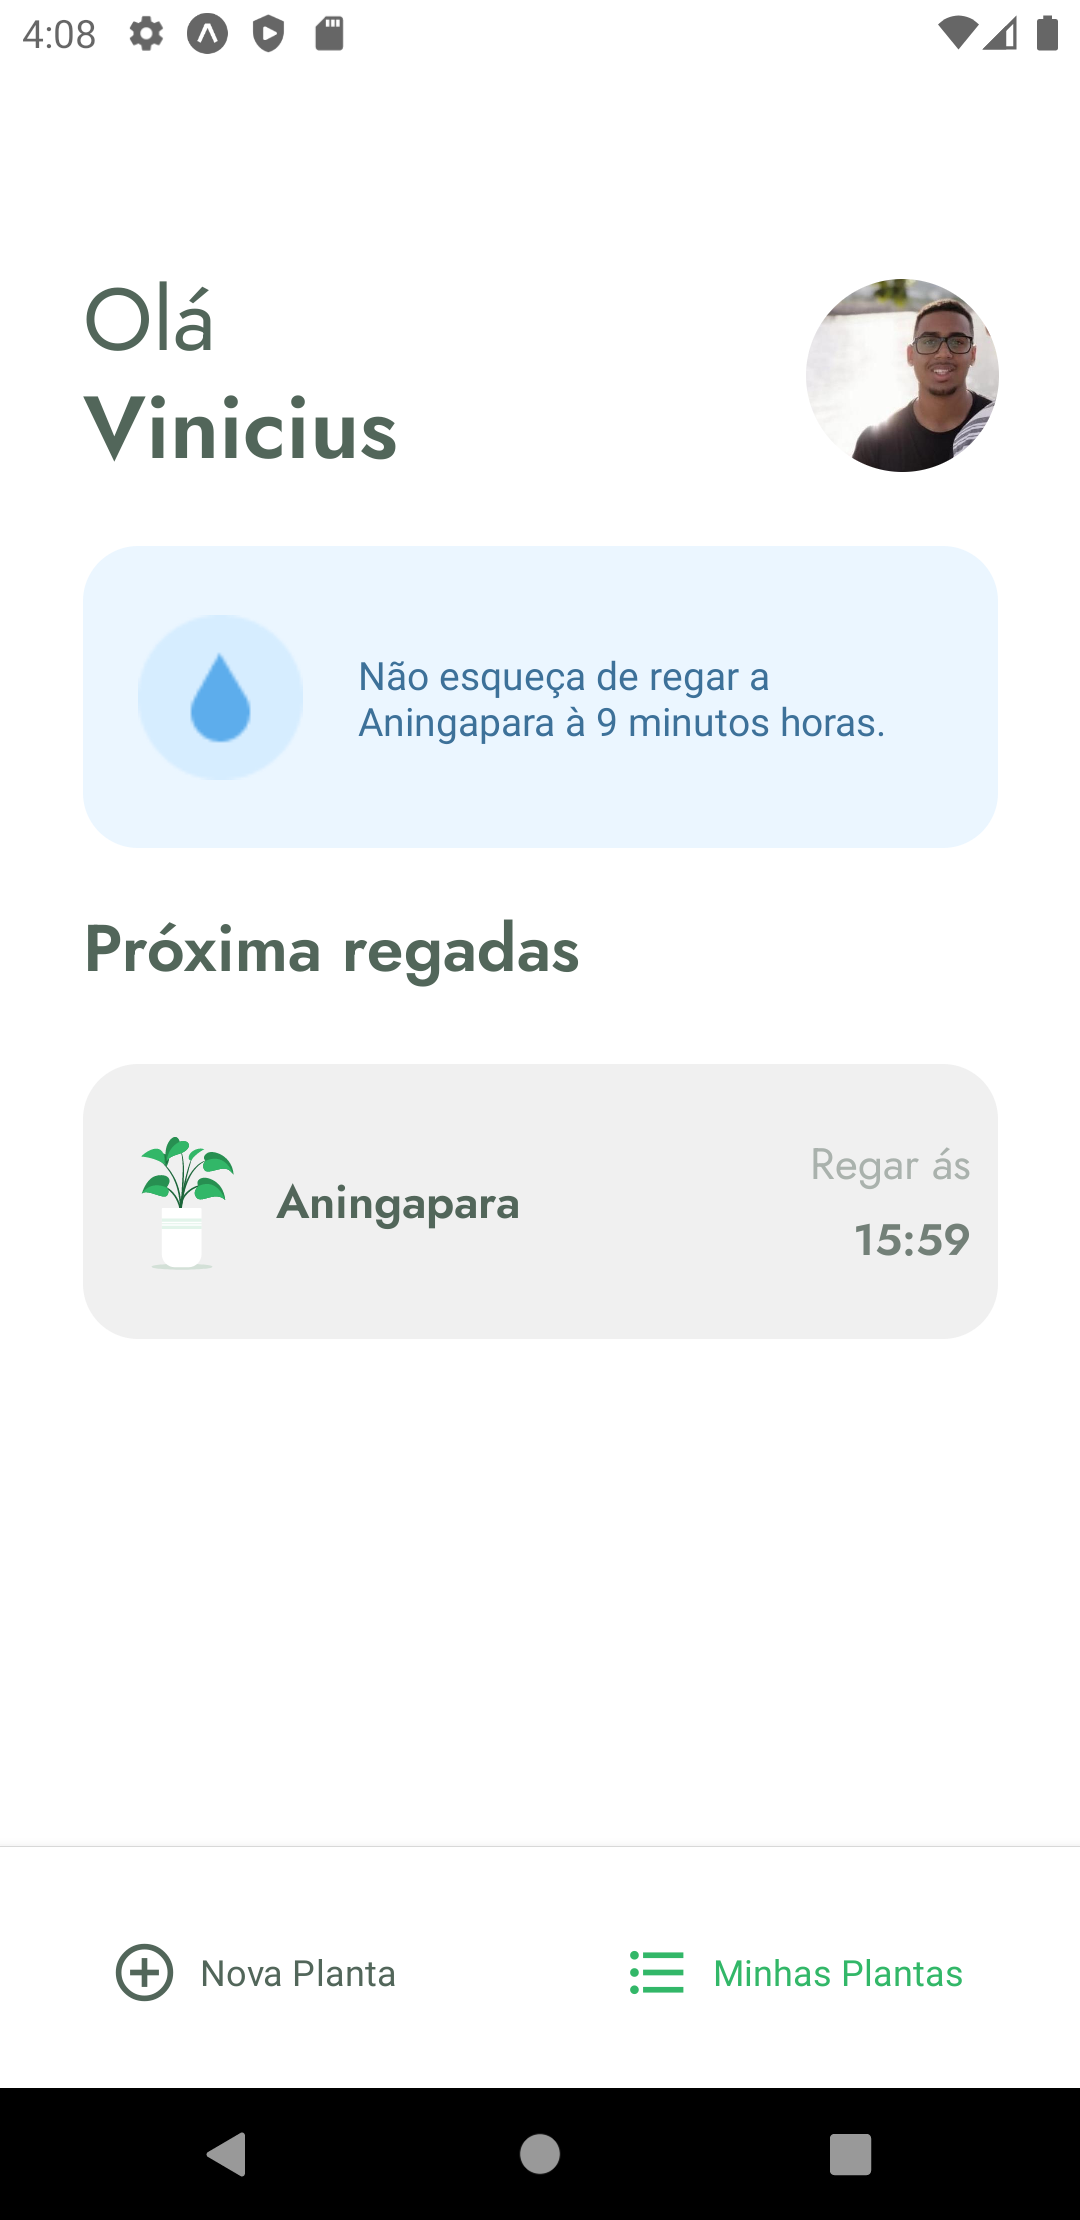 4:08
Olá
Vinicius
Não esqueça de regar a
Aningapara à 9 minutos horas.
Próxima regadas
Aningapara
Regar ás
15:59
Nova Planta
Minhas Plantas